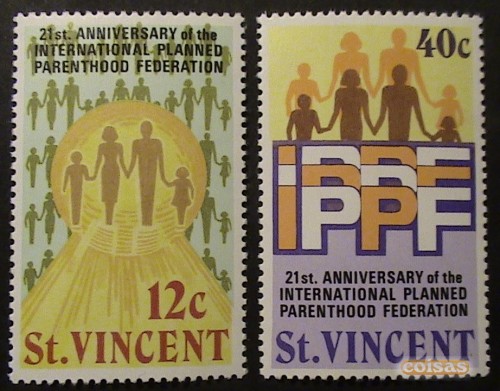 21st. ANNIVERSARY of the
INTERNATIONAL PLANNED
PARENTHOOD FEDERATION
12c
St. VINCENT
40c
iPPF
iPPF
21st. ANNIVERSARY of the
INTERNATIONAL PLANNED
PARENTHOOD FEDERATION
St. VINCENT
coisas